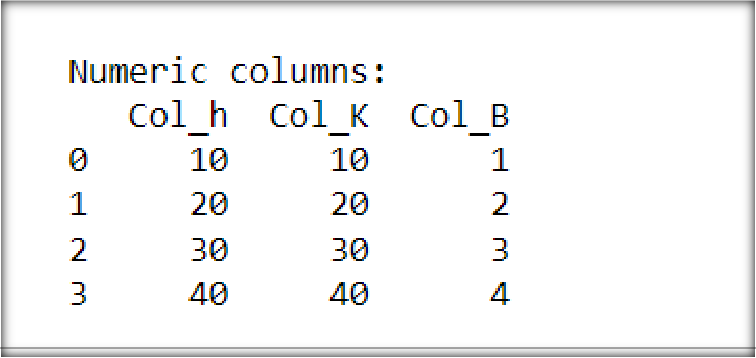 Numeric columns:
   Col_h  Col_K  Col_B
0     10     10      1
1     20     20      2
2     30     30      3
3     40     40      4